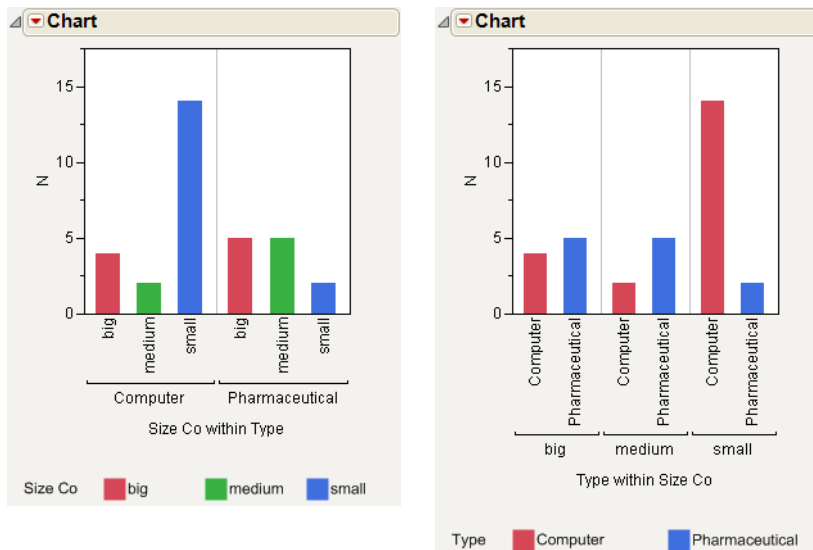 Chart
15
10
5
0
N
big
medium
small
big
medium
small
Computer Pharmaceutical
Size Co within Type
Size Co big medium small
Chart
15
10
5
0
N
Computer
Pharmaceutical
Computer
Pharmaceutical
Computer
Pharmaceutical
big medium small
Type within Size Co
Type Computer Pharmaceutical